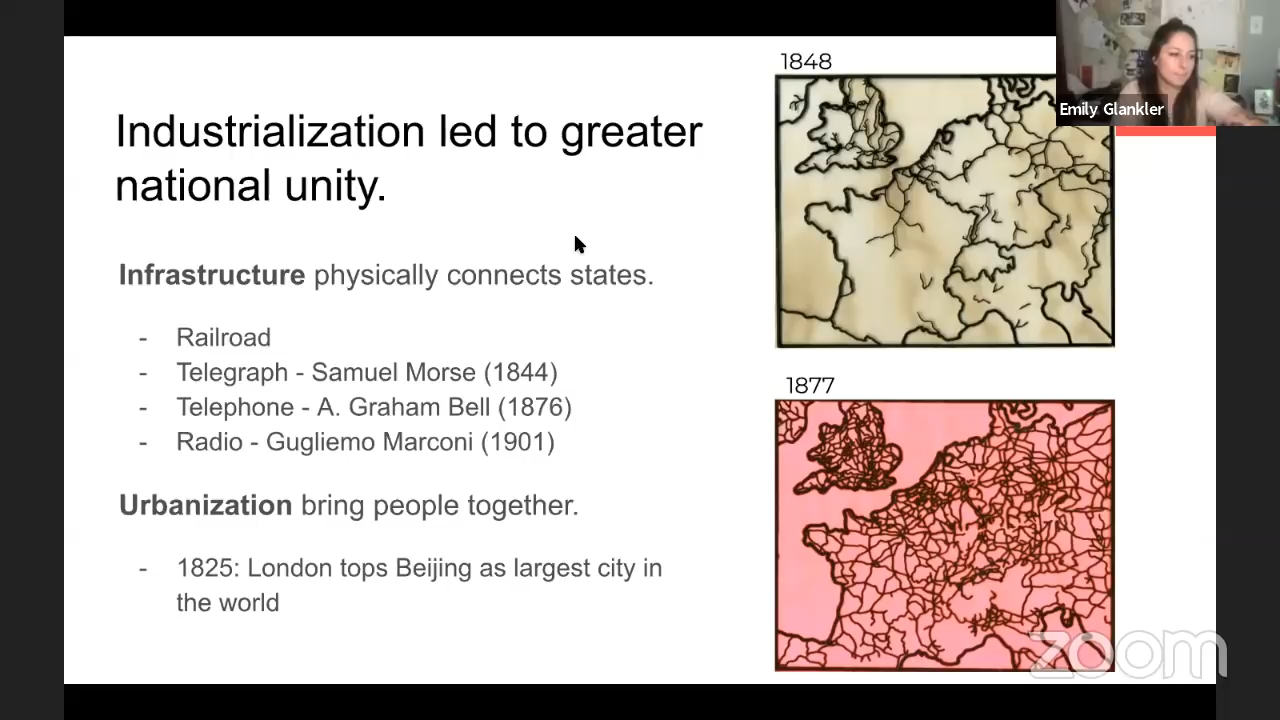 1848
Emily Glankler
Industrialization led to greater
national unity.
Infrastructure physically connects states.
- Railroad
- Telegraph - Samuel Morse (1844)
- Telephone - A. Graham Bell (1876)
- Radio - Gugliemo Marconi (1901)
1877
Urbanization bring people together.
- 1825: London tops Beijing as largest city in
the world
zoom